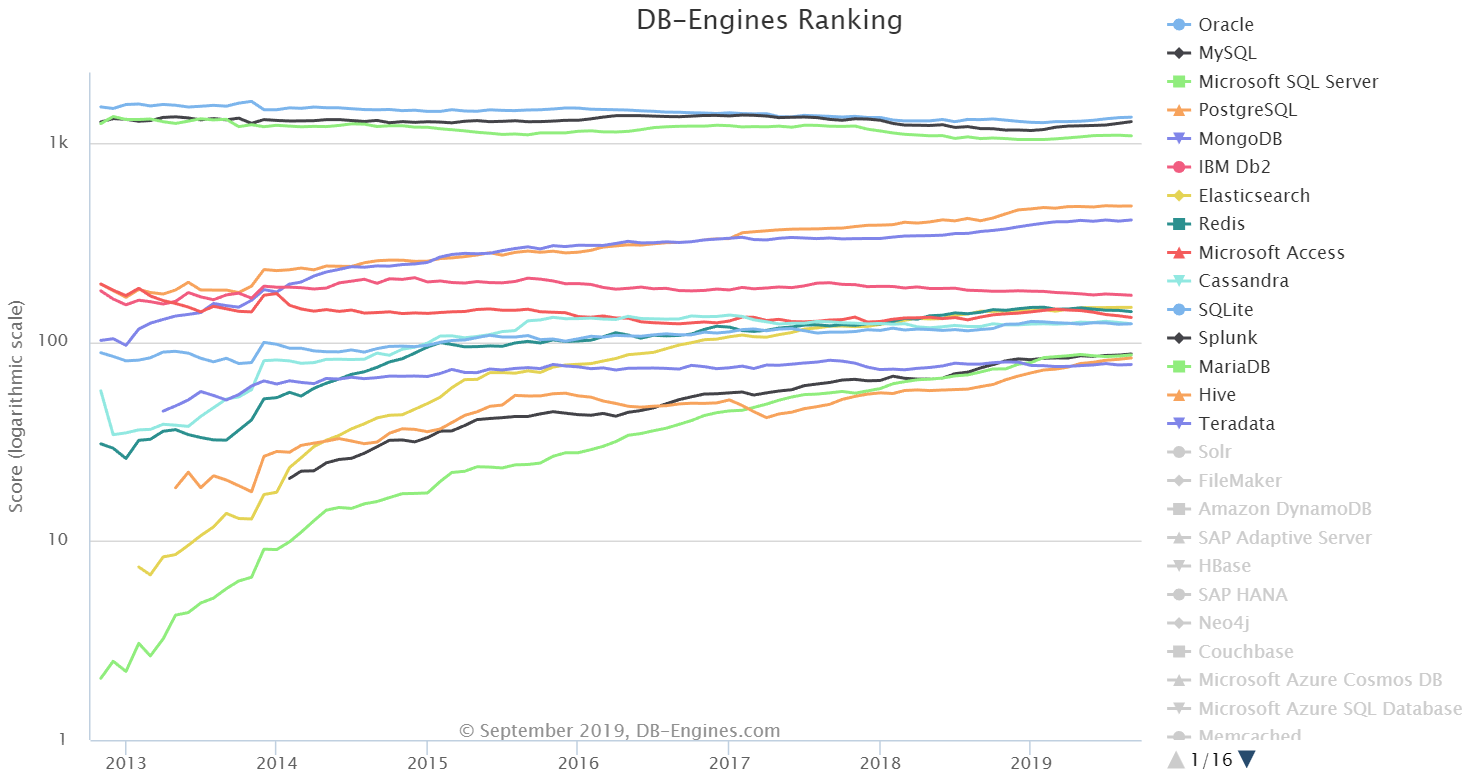 DB-Engines Ranking
Score (logarithmic scale)
1k
100
10
1
2013
2014
2015
2016
2017
2018
2019
© September 2019, DB-Engines.com
Oracle
MySQL
Microsoft SQL Server
PostgreSQL
MongoDB
IBM Db2
Elasticsearch
Redis
Microsoft Access
Cassandra
SQLite
Splunk
MariaDB
Hive
Teradata
Solr
FileMaker
Amazon DynamoDB
SAP Adaptive Server
HBase
SAP HANA
Neo4j
Couchbase
Microsoft Azure Cosmos DB
Microsoft Azure SQL Database
Memcached
1/16